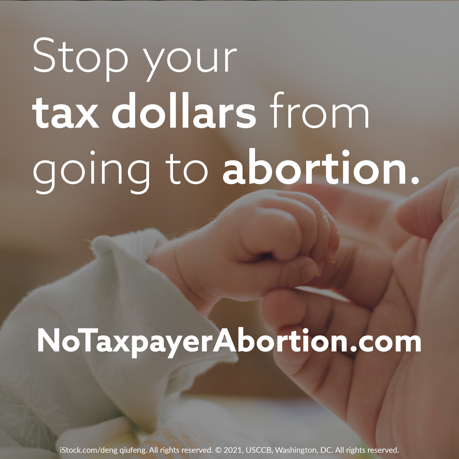 Stop your
tax dollars from
going to abortion.
NoTaxpayerAbortion.com
iStock.com/deng qiufeng. All rights reserved. © 2021, USCCB, Washington, DC. All rights reserved.